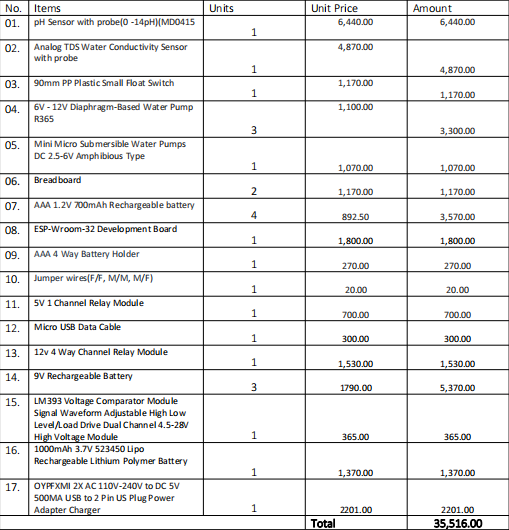 No. Items Units Unit Price Amount
01. pH Sensor with probe(0 -14pH)(MD0415 1 6,440.00 6,440.00
02. Analog TDS Water Conductivity Sensor
with probe 1 4,870.00 4,870.00
03. 90mm PP Plastic Small Float Switch 1 1,170.00 1,170.00
04. 6V - 12V Diaphragm-Based Water Pump
R365 3 1,100.00 3,300.00
05. Mini Micro Submersible Water Pumps
DC 2.5-6V Amphibious Type 1 1,070.00 1,070.00
06. Breadboard 2 1,170.00 1,170.00
07. AAA 1.2V 700mAh Rechargeable battery 4 892.50 3,570.00
08. ESP-Wroom-32 Development Board 1 1,800.00 1,800.00
09. AAA 4 Way Battery Holder 1 270.00 270.00
10. Jumper wires(F/F, M/M, M/F) 1 20.00 20.00
11. 5V 1 Channel Relay Module 1 700.00 700.00
12. Micro USB Data Cable 1 300.00 300.00
13. 12v 4 Way Channel Relay Module 1 1,530.00 1,530.00
14. 9V Rechargeable Battery 3 1790.00 5,370.00
15. LM393 Voltage Comparator Module
Signal Waveform Adjustable High Low
Level/Load Drive Dual Channel 4.5-28V
High Voltage Module 1 365.00 365.00
16. 1000mAh 3.7V 523450 Lipo
Rechargeable Lithium Polymer Battery 1 1,370.00 1,370.00
17. OYPFXMI 2X AC 110V-240V to DC 5V
500MA USB to 2 Pin US Plug Power
Adapter Charger 1 2201.00 2201.00
Total 35,516.00